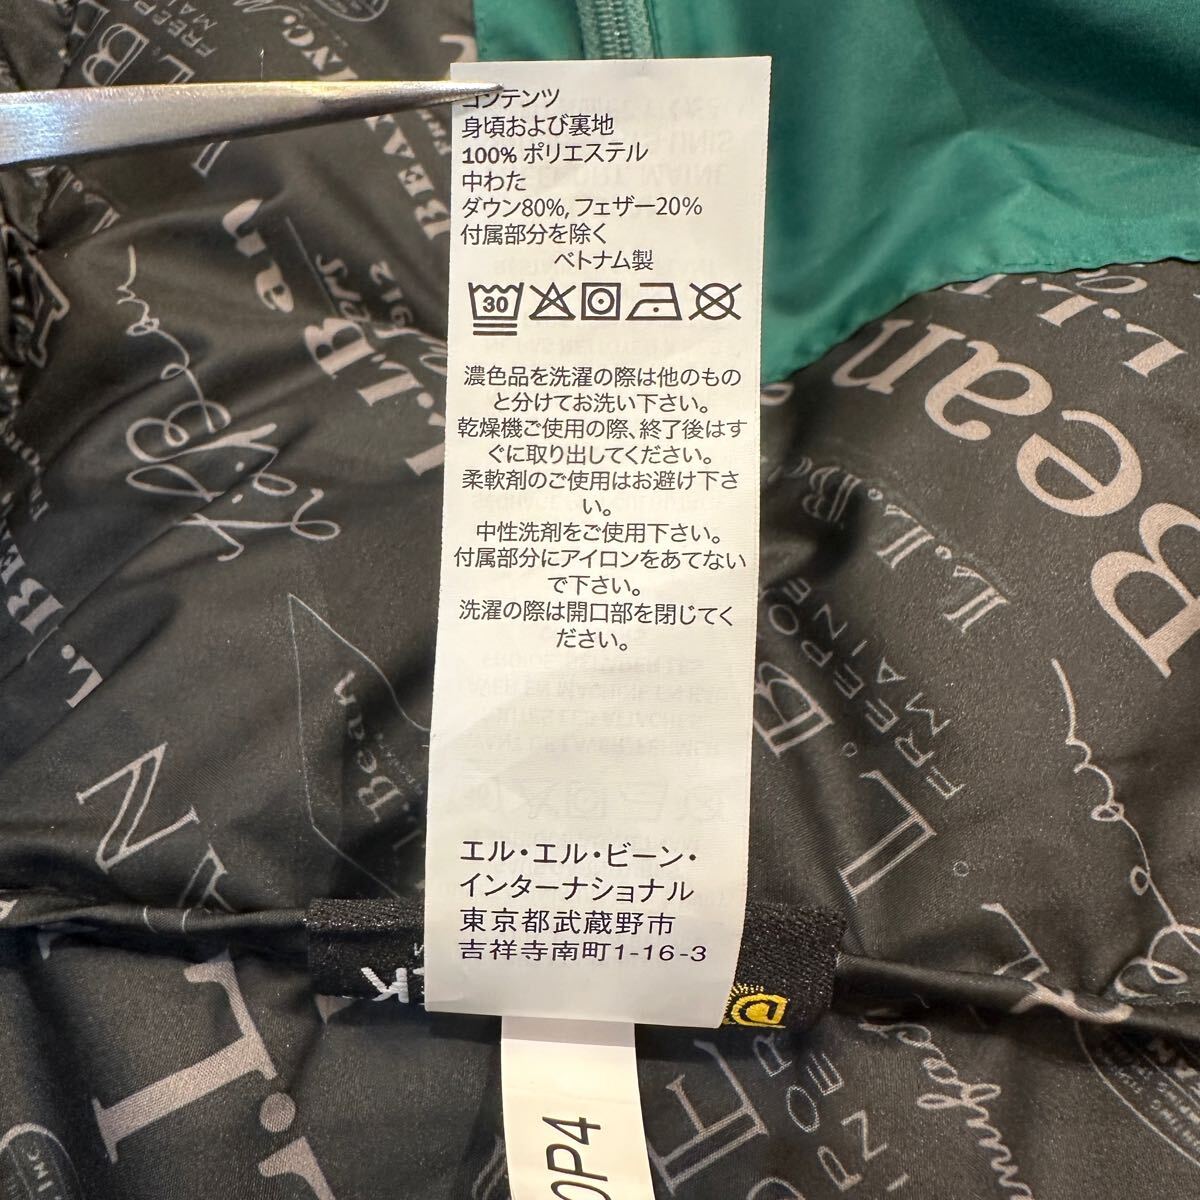 コンテンツ
身頃および裏地
100% ポリエステル
中わた
ダウン80%, フェザー20%
付属部分を除く
ベトナム製
30
濃色品を洗濯の際は他のもの
と分けてお洗い下さい。
乾燥機ご使用の際、終了後はす
ぐに取り出してください。
柔軟剤のご使用はお避け下さ
い。
中性洗剤をご使用下さい。
付属部分にアイロンをあてない
で下さい。
洗濯の際は開口部を閉じてく
ださい。
エル・エル・ビーン・
インターナショナル
東京都武蔵野市
吉祥寺南町1-16-3
0P4
Bean
L.L.B
FREEPO
MAINE
L.L.B
1912
Bean